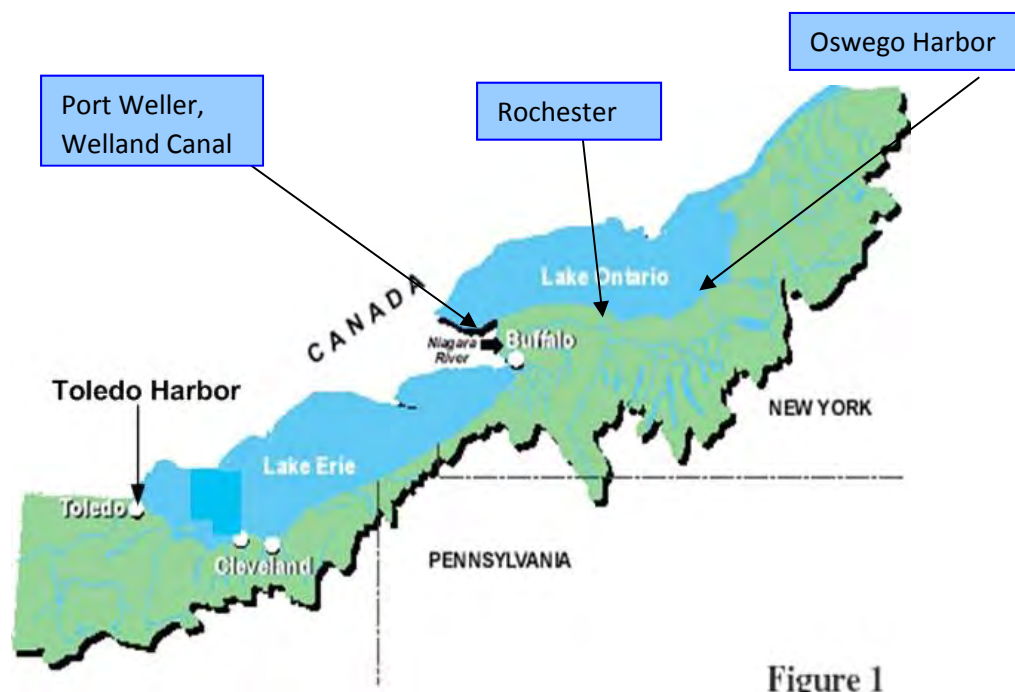 Oswego Harbor
Port Weller,
Welland Canal
Rochester
Lake Ontario
CANADA
Niagara
River
Buffalo
Toledo Harbor
NEW YORK
Lake Erie
Toledo
Cleveland
PENNSYLVANIA
Figure 1